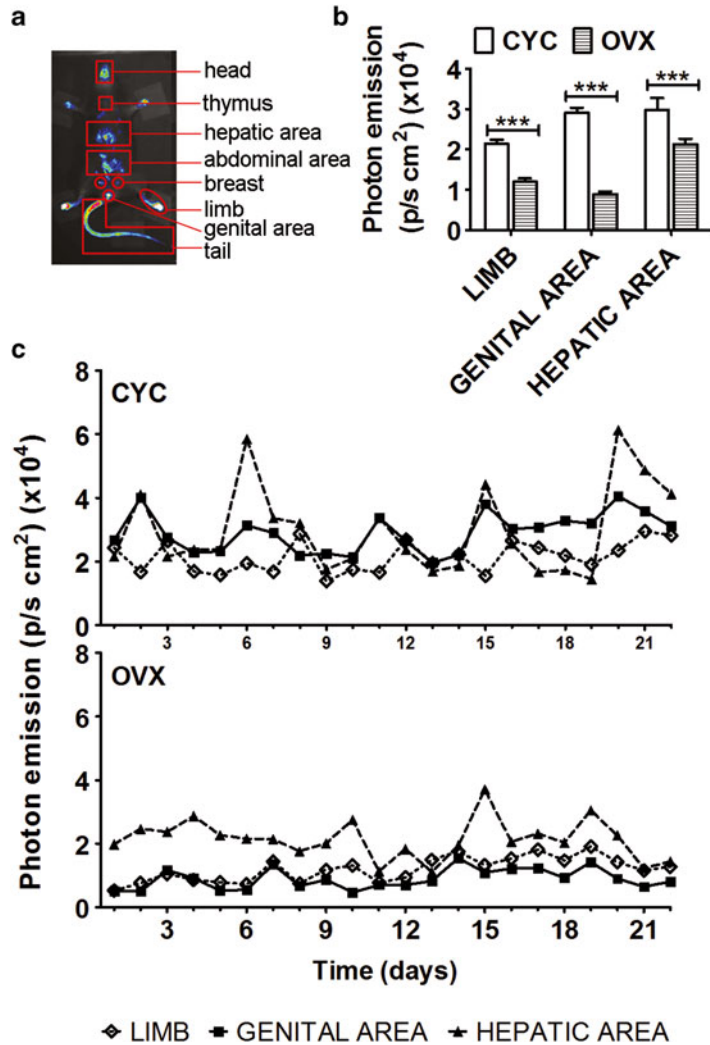 a
head
thymus
hepatic area
abdominal area
breast
limb
genital area
tail
b
CYC OVX
Photon emission
(p/s cm²) (x10⁴)
4
3
2
1
0
*** *** ***
LIMB
GENITAL AREA
HEPATIC AREA
c
Photon emission (p/s cm²) (x10⁴)
CYC
8
6
4
2
0
3 6 9 12 15 18 21
OVX
8
6
4
2
0
3 6 9 12 15 18 21
Time (days)
LIMB GENITAL AREA HEPATIC AREA